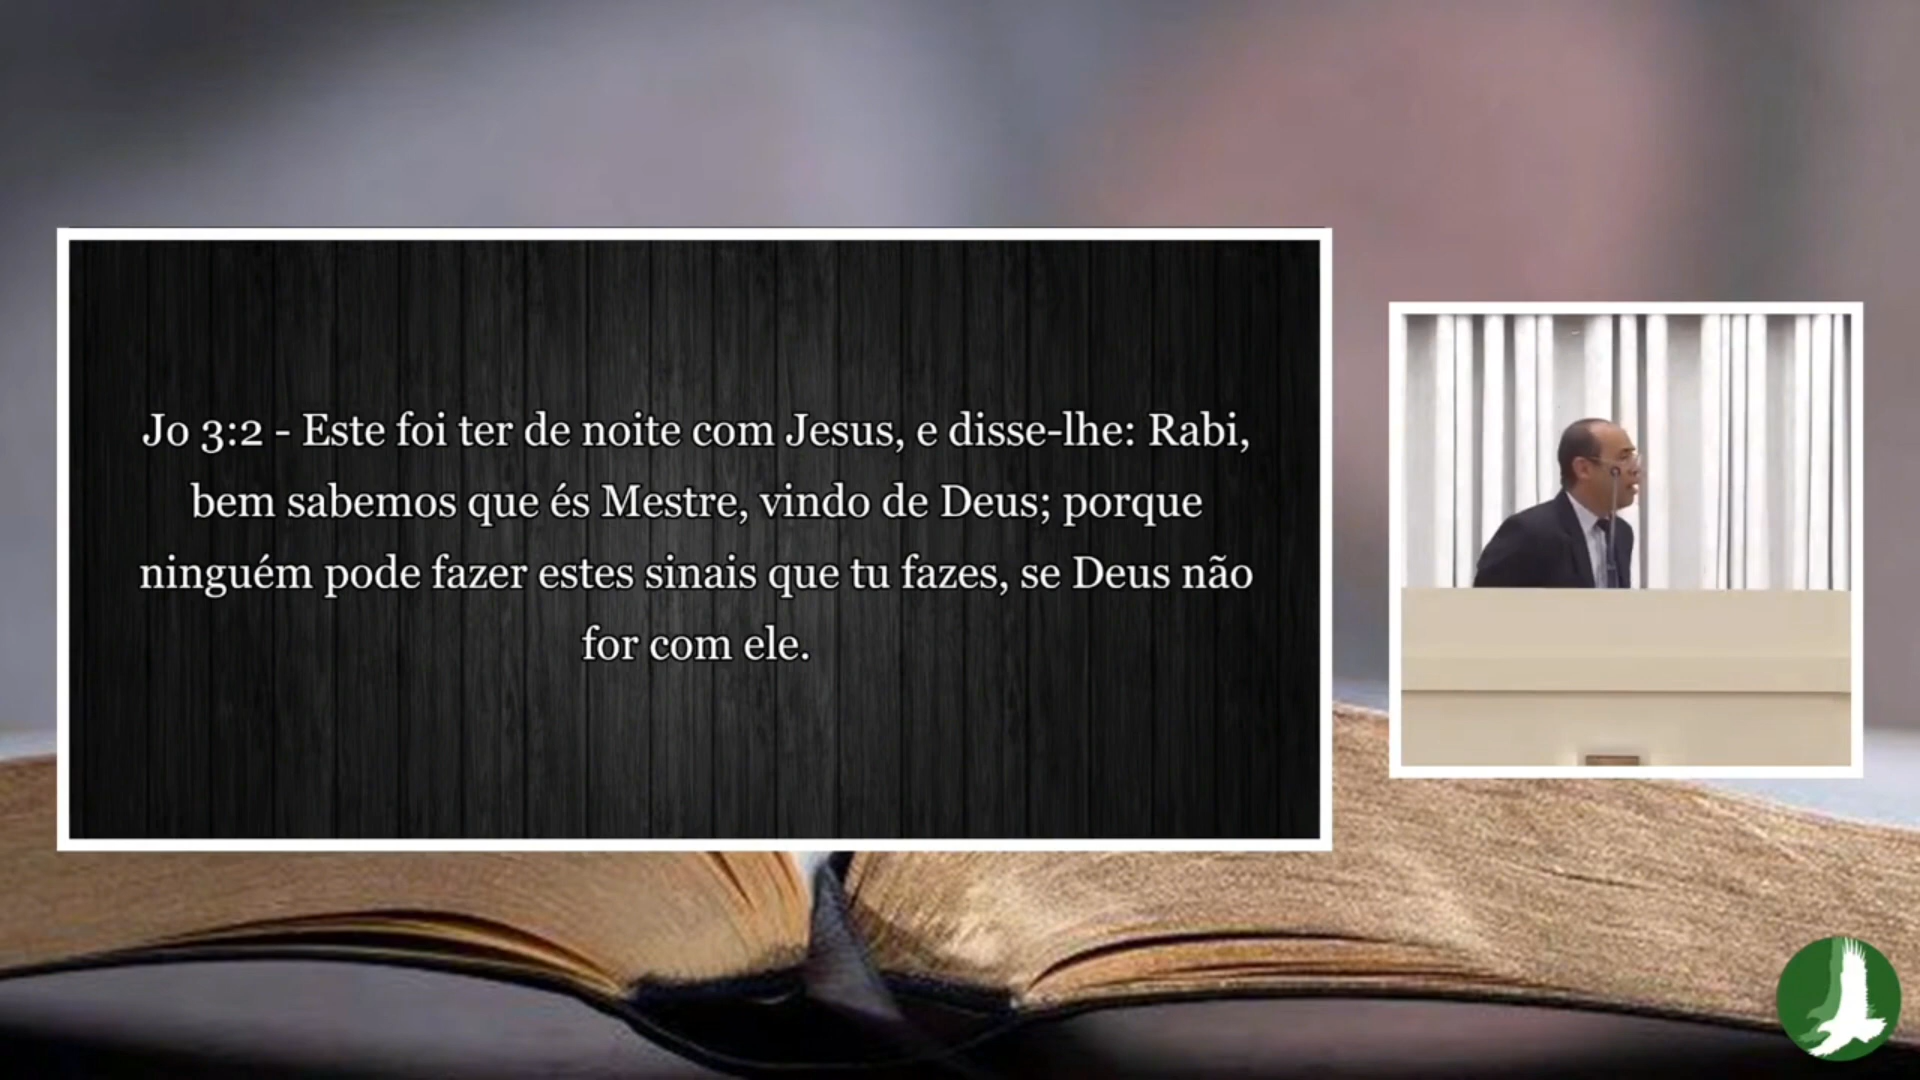 Jo 3:2 - Este foi ter de noite com Jesus, e disse-lhe: Rabi,
bem sabemos que és Mestre, vindo de Deus; porque
ninguém pode fazer estes sinais que tu fazes, se Deus não
for com ele.